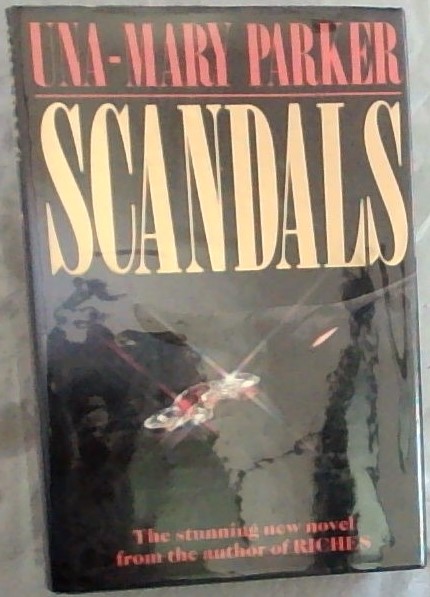 UNA-MARY PARKER
SCANDALS
The stunning new novel
from the author of RICHES